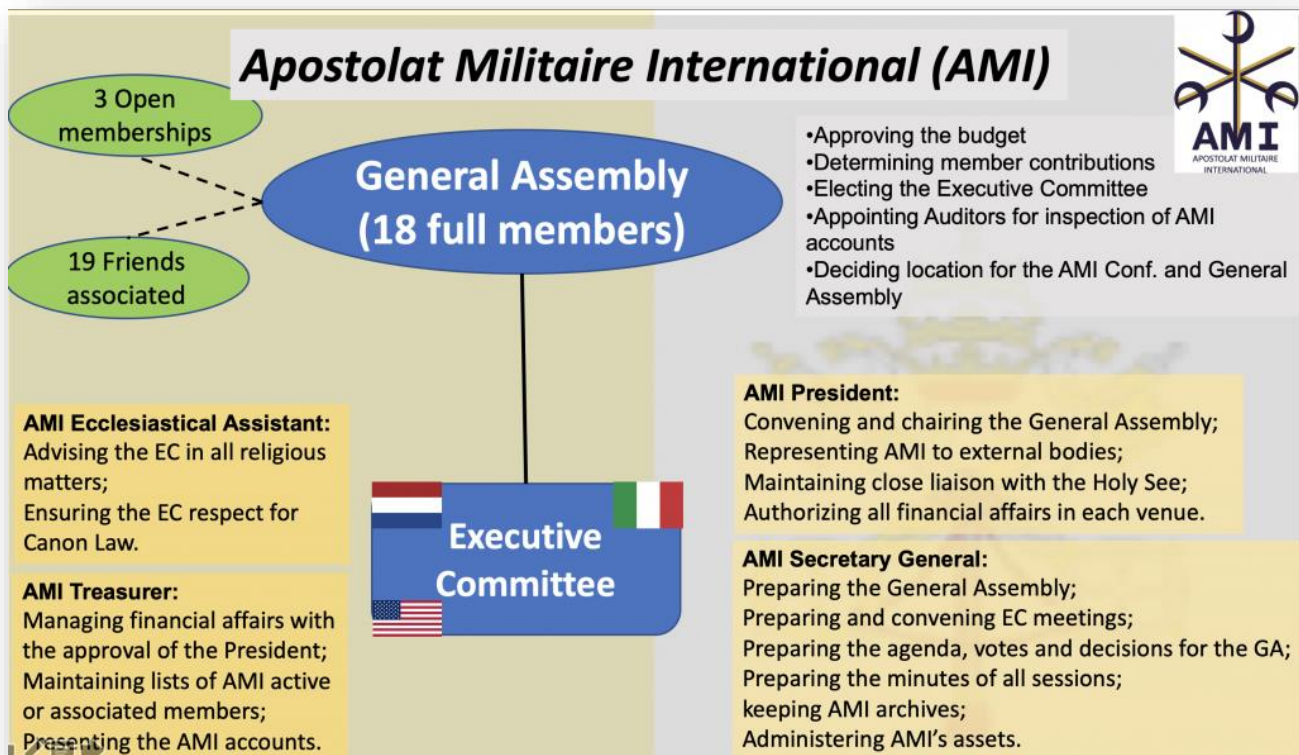 Apostolat Militaire International (AMI)
AMI
APOSTOLAT MILITAIRE
INTERNATIONAL
3 Open
memberships
19 Friends
associated
General Assembly
(18 full members)
•Approving the budget
•Determining member contributions
•Electing the Executive Committee
•Appointing Auditors for inspection of AMI
accounts
•Deciding location for the AMI Conf. and General
Assembly
AMI Ecclesiastical Assistant:
Advising the EC in all religious
matters;
Ensuring the EC respect for
Canon Law.
AMI Treasurer:
Managing financial affairs with
the approval of the President;
Maintaining lists of AMI active
or associated members;
Presenting the AMI accounts.
Executive
Committee
AMI President:
Convening and chairing the General Assembly;
Representing AMI to external bodies;
Maintaining close liaison with the Holy See;
Authorizing all financial affairs in each venue.
AMI Secretary General:
Preparing the General Assembly;
Preparing and convening EC meetings;
Preparing the agenda, votes and decisions for the GA;
Preparing the minutes of all sessions;
keeping AMI archives;
Administering AMI's assets.